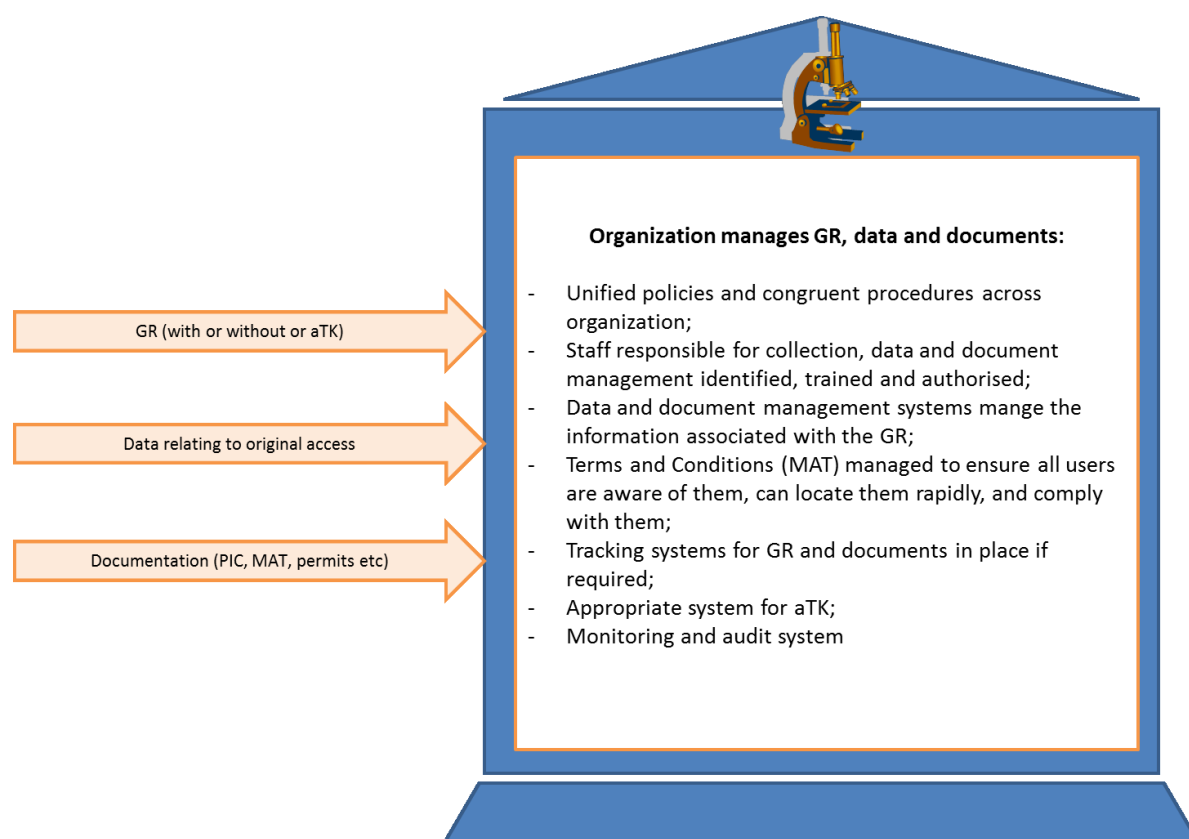 Organization manages GR, data and documents:
- Unified policies and congruent procedures across
organization;
- Staff responsible for collection, data and document
management identified, trained and authorised;
- Data and document management systems mange the
information associated with the GR;
- Terms and Conditions (MAT) managed to ensure all users
are aware of them, can locate them rapidly, and comply
with them;
- Tracking systems for GR and documents in place if
required;
- Appropriate system for aTK;
- Monitoring and audit system
GR (with or without or aTK)
Data relating to original access
Documentation (PIC, MAT, permits etc)